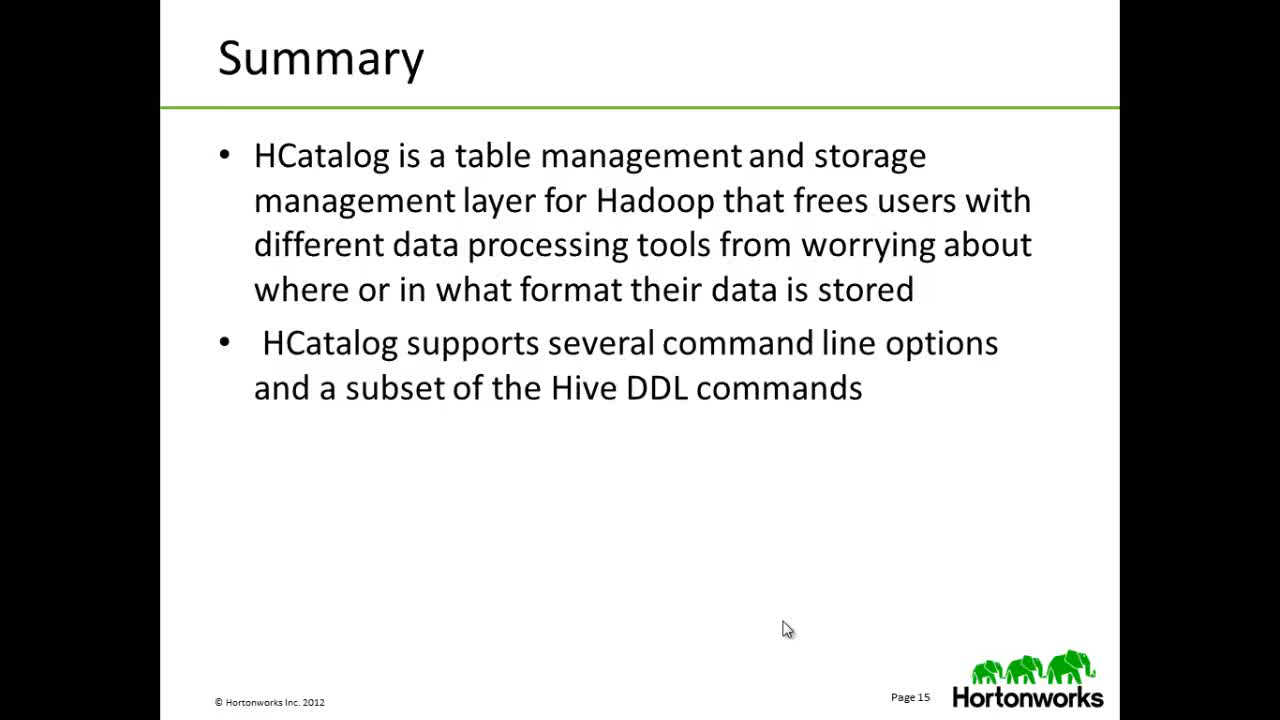 Summary
• HCatalog is a table management and storage
management layer for Hadoop that frees users with
different data processing tools from worrying about
where or in what format their data is stored
• HCatalog supports several command line options
and a subset of the Hive DDL commands
© Hortonworks Inc. 2012
Page 15
Hortonworks